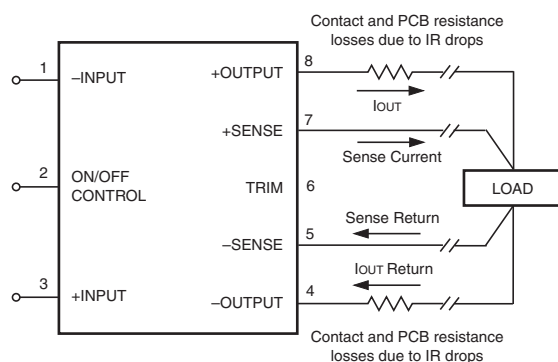 Contact and PCB resistance
losses due to IR drops
1
–INPUT
+OUTPUT
8
IOUT
+SENSE
7
Sense Current
2
ON/OFF
CONTROL
TRIM
6
LOAD
Sense Return
–SENSE
5
IOUT Return
3
+INPUT
–OUTPUT
4
Contact and PCB resistance
losses due to IR drops